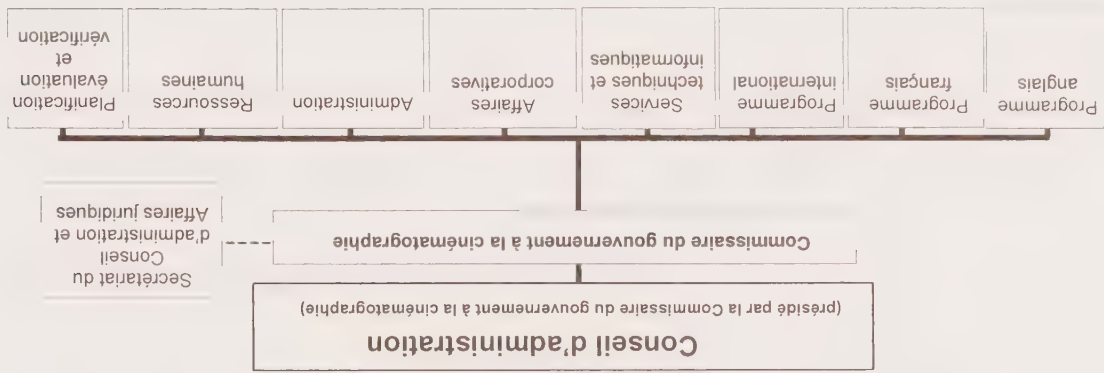 Conseil d'administration
(présidé par la Commissaire du gouvernement à la cinématographie)
Commissaire du gouvernement à la cinématographie
Secrétariat du
Conseil
d'administration et
Affaires juridiques
Programme
anglais
Programme
français
Programme
international
Services
techniques et
informatiques
Affaires
corporatives
Administration
Ressources
humaines
Planification
évaluation
et
vérification